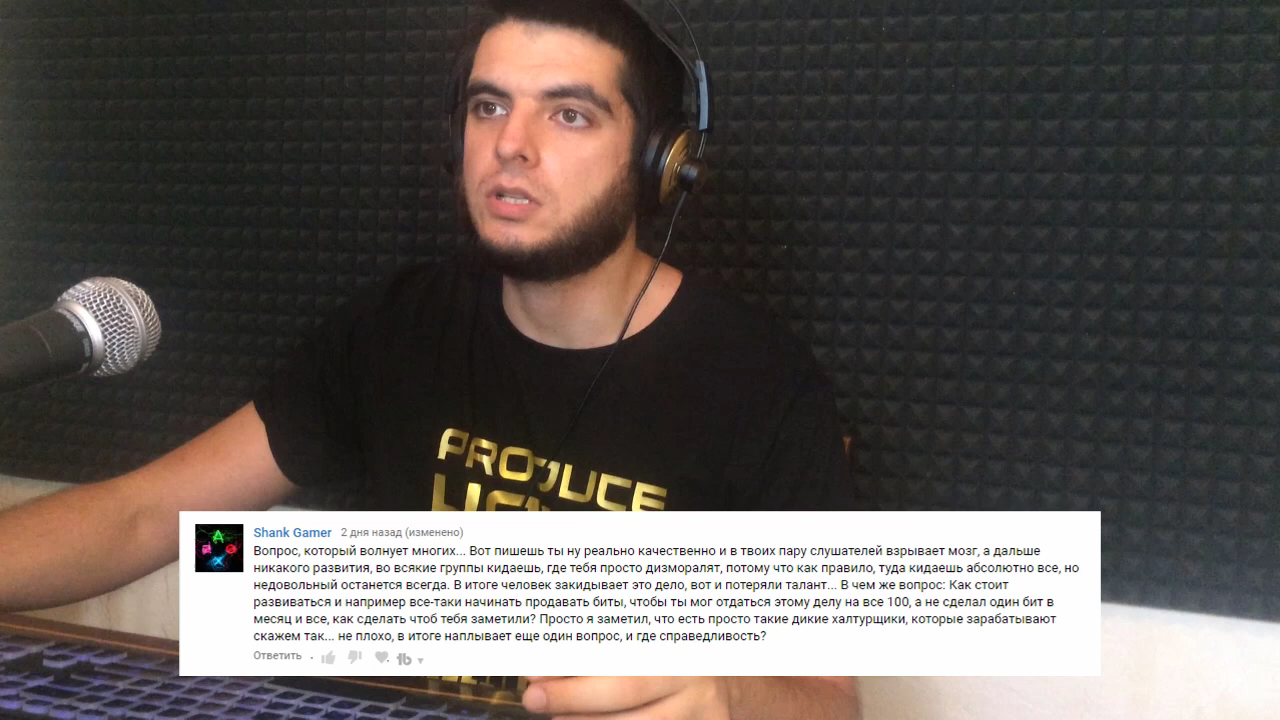 PRODUCE
Shank Gamer 2 дня назад (изменено)
Вопрос, который волнует многих... Вот пишешь ты ну реально качественно и в твоих пару слушателей взрывает мозг, а дальше
никакого развития, во всякие группы кидаешь, где тебя просто дизморалят, потому что как правило, туда кидаешь абсолютно все, но
недовольный останется всегда. В итоге человек закидывает это дело, вот и потеряли талант... В чем же вопрос: Как стоит
развиваться и например все-таки начинать продавать биты, чтобы ты мог отдаться этому делу на все 100, а не сделал один бит в
месяц и все, как сделать чтоб тебя заметили? Просто я заметил, что есть просто такие дикие халтурщики, которые зарабатывают
скажем так... не плохо, в итоге наплывает еще один вопрос, и где справедливость?
Ответить